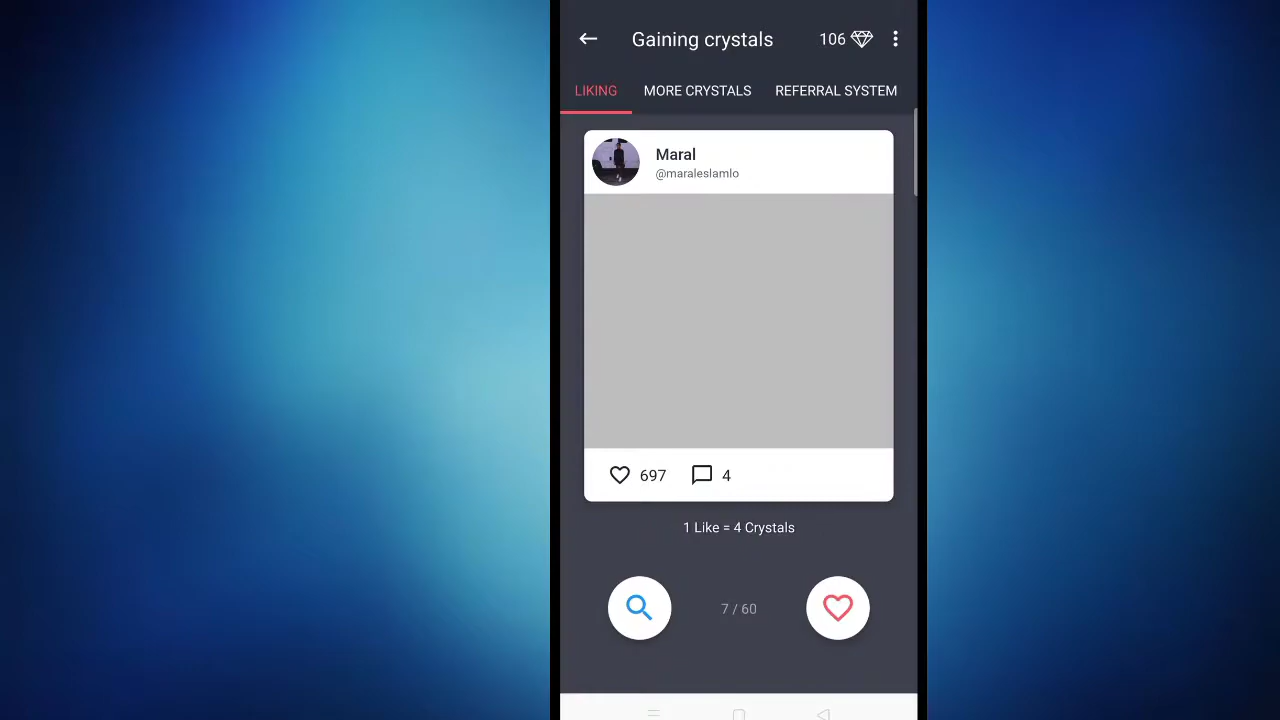 Gaining crystals 106
LIKING MORE CRYSTALS REFERRAL SYSTEM
Maral
@maraleslamlo
697 4
1 Like = 4 Crystals
7 / 60